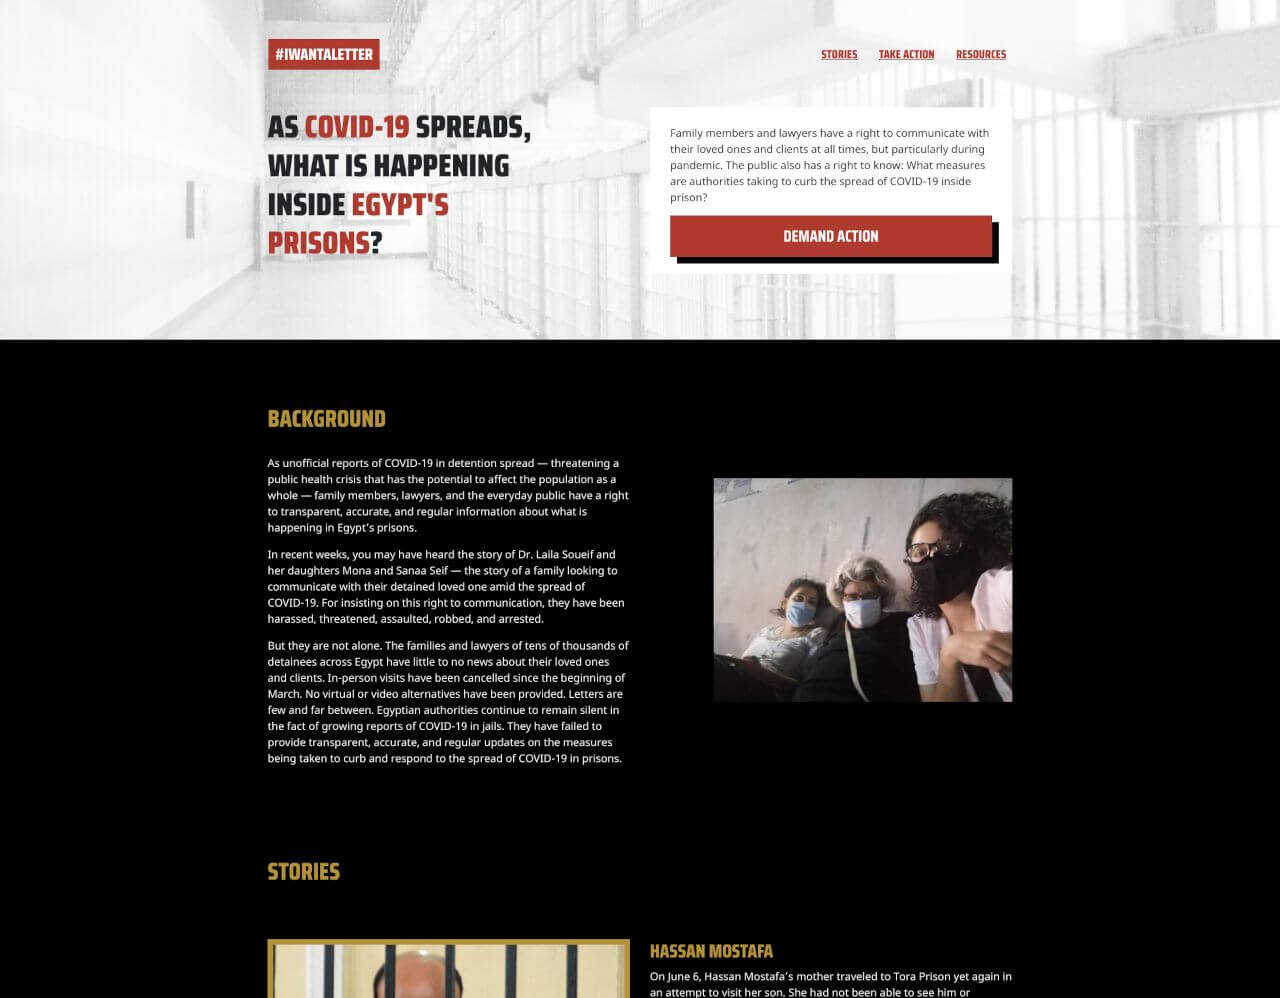 #IWANTALETTER
STORIES TAKE ACTION RESOURCES
AS COVID-19 SPREADS,
WHAT IS HAPPENING
INSIDE EGYPT'S
PRISONS?
Family members and lawyers have a right to communicate with
their loved ones and clients at all times, but particularly during
pandemic. The public also has a right to know: What measures
are authorities taking to curb the spread of COVID-19 inside
prison?
DEMAND ACTION
BACKGROUND
As unofficial reports of COVID-19 in detention spread — threatening a
public health crisis that has the potential to affect the population as a
whole — family members, lawyers, and the everyday public have a right
to transparent, accurate, and regular information about what is
happening in Egypt's prisons.
In recent weeks, you may have heard the story of Dr. Laila Soueif and
her daughters Mona and Sanaa Seif — the story of a family looking to
communicate with their detained loved one amid the spread of
COVID-19. For insisting on this right to communication, they have been
harassed, threatened, assaulted, robbed, and arrested.
But they are not alone. The families and lawyers of tens of thousands of
detainees across Egypt have little to no news about their loved ones
and clients. In-person visits have been cancelled since the beginning of
March. No virtual or video alternatives have been provided. Letters are
few and far between. Egyptian authorities continue to remain silent in
the fact of growing reports of COVID-19 in jails. They have failed to
provide transparent, accurate, and regular updates on the measures
being taken to curb and respond to the spread of COVID-19 in prisons.
STORIES
HASSAN MOSTAFA
On June 6, Hassan Mostafa's mother traveled to Tora Prison yet again in
an attempt to visit her son. She had not been able to see him or